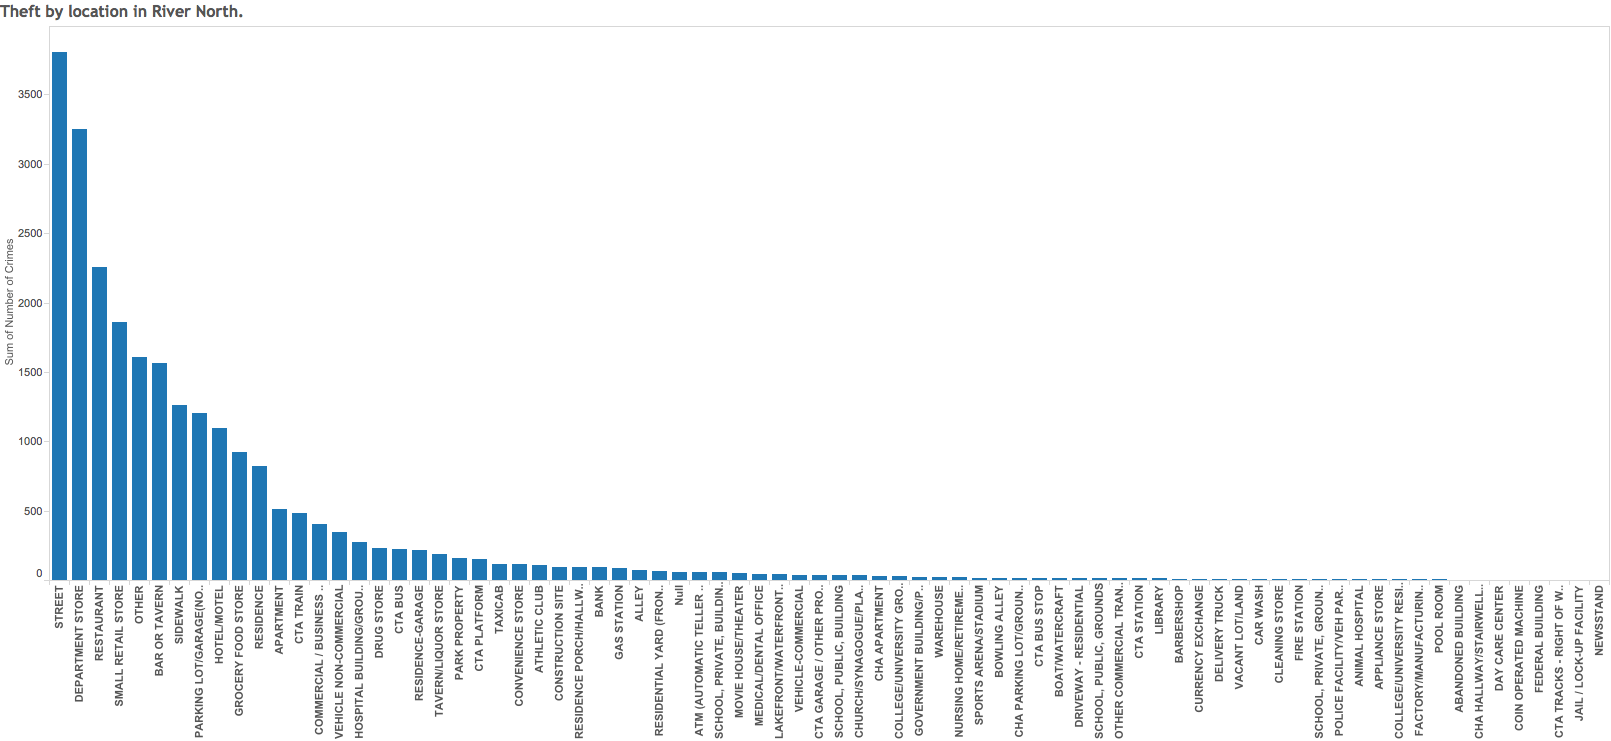 Theft by location in River North.
Sum of Number of Crimes
3500
3000
2500
2000
1500
1000
500
0
STREET
DEPARTMENT STORE
RESTAURANT
SMALL RETAIL STORE
OTHER
BAR OR TAVERN
SIDEWALK
PARKING LOT/GARAGE(NO..
HOTEL/MOTEL
GROCERY FOOD STORE
RESIDENCE
APARTMENT
CTA TRAIN
COMMERCIAL / BUSINESS ..
VEHICLE NON-COMMERCIAL
HOSPITAL BUILDING/GROU..
DRUG STORE
CTA BUS
RESIDENCE-GARAGE
TAVERN/LIQUOR STORE
PARK PROPERTY
CTA PLATFORM
TAXICAB
CONVENIENCE STORE
ATHLETIC CLUB
CONSTRUCTION SITE
RESIDENCE PORCH/HALLW..
BANK
GAS STATION
ALLEY
RESIDENTIAL YARD (FRON..
Null
ATM (AUTOMATIC TELLER ..
SCHOOL, PRIVATE, BUILDIN..
MOVIE HOUSE/THEATER
MEDICAL/DENTAL OFFICE
LAKEFRONT/WATERFRONT..
VEHICLE-COMMERCIAL
CTA GARAGE / OTHER PRO..
SCHOOL, PUBLIC, BUILDING
CHURCH/SYNAGOGUE/PLA..
CHA APARTMENT
COLLEGE/UNIVERSITY GRO..
GOVERNMENT BUILDING/P..
WAREHOUSE
NURSING HOME/RETIREME..
SPORTS ARENA/STADIUM
BOWLING ALLEY
CHA PARKING LOT/GROUN..
CTA BUS STOP
BOAT/WATERCRAFT
DRIVEWAY - RESIDENTIAL
SCHOOL, PUBLIC, GROUNDS
OTHER COMMERCIAL TRAN..
CTA STATION
LIBRARY
BARBERSHOP
CURRENCY EXCHANGE
DELIVERY TRUCK
VACANT LOT/LAND
CAR WASH
CLEANING STORE
FIRE STATION
SCHOOL, PRIVATE, GROUN..
POLICE FACILITY/VEH PAR..
ANIMAL HOSPITAL
APPLIANCE STORE
COLLEGE/UNIVERSITY RESI..
FACTORY/MANUFACTURIN..
POOL ROOM
ABANDONED BUILDING
CHA HALLWAY/STAIRWELL..
DAY CARE CENTER
COIN OPERATED MACHINE
FEDERAL BUILDING
CTA TRACKS - RIGHT OF W..
JAIL / LOCK-UP FACILITY
NEWSSTAND